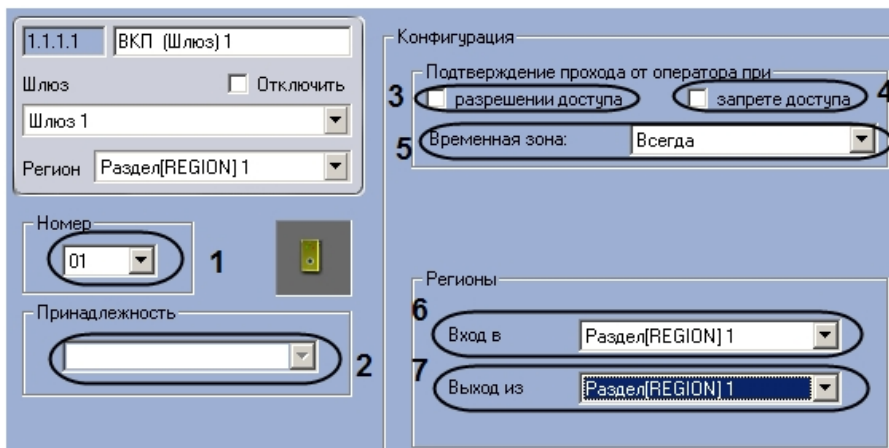 1.1.1.1 ВКП (Шлюз) 1
Шлюз Отключить
Шлюз 1
Регион Раздел[REGION] 1
Номер
01 1
Принадлежность
2
Конфигурация
Подтверждение прохода от оператора при
3 разрешении доступа запрете доступа 4
5 Временная зона: Всегда
Регионы
6
Вход в Раздел[REGION] 1
7
Выход из Раздел[REGION] 1